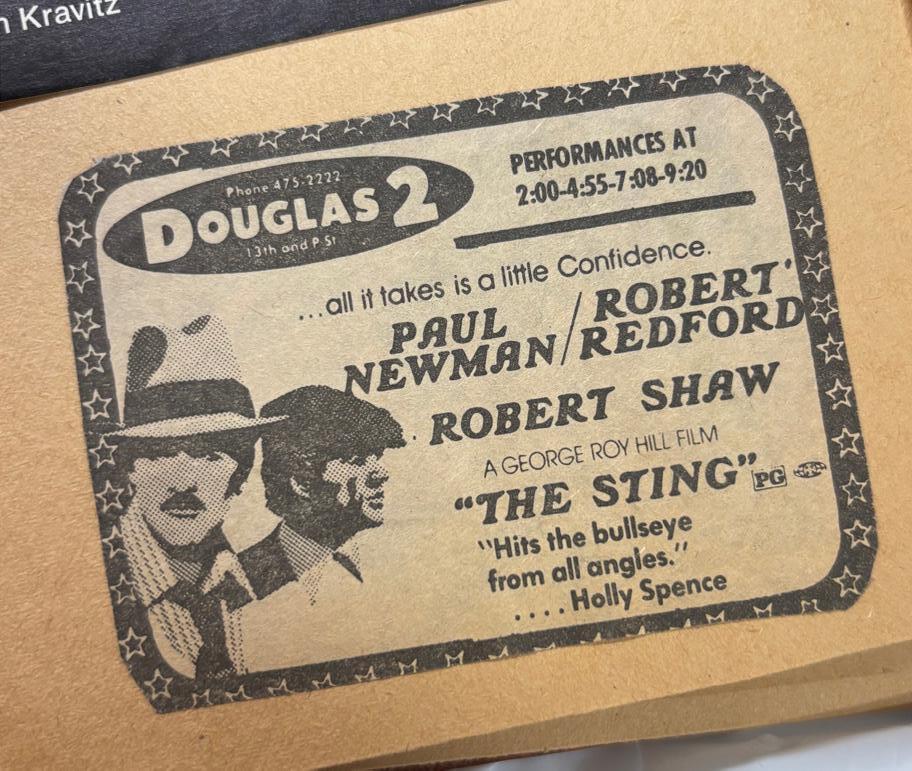 n Kravitz
Phone 475-2222
DOUGLAS 2
13th and P St
PERFORMANCES AT
2:00-4:55-7:08-9:20
...all it takes is a little Confidence.
PAUL
NEWMAN/
ROBERT
REDFORD
ROBERT SHAW
A GEORGE ROY HILL FILM
"THE STING" PG
"Hits the bullseye
from all angles."
....Holly Spence